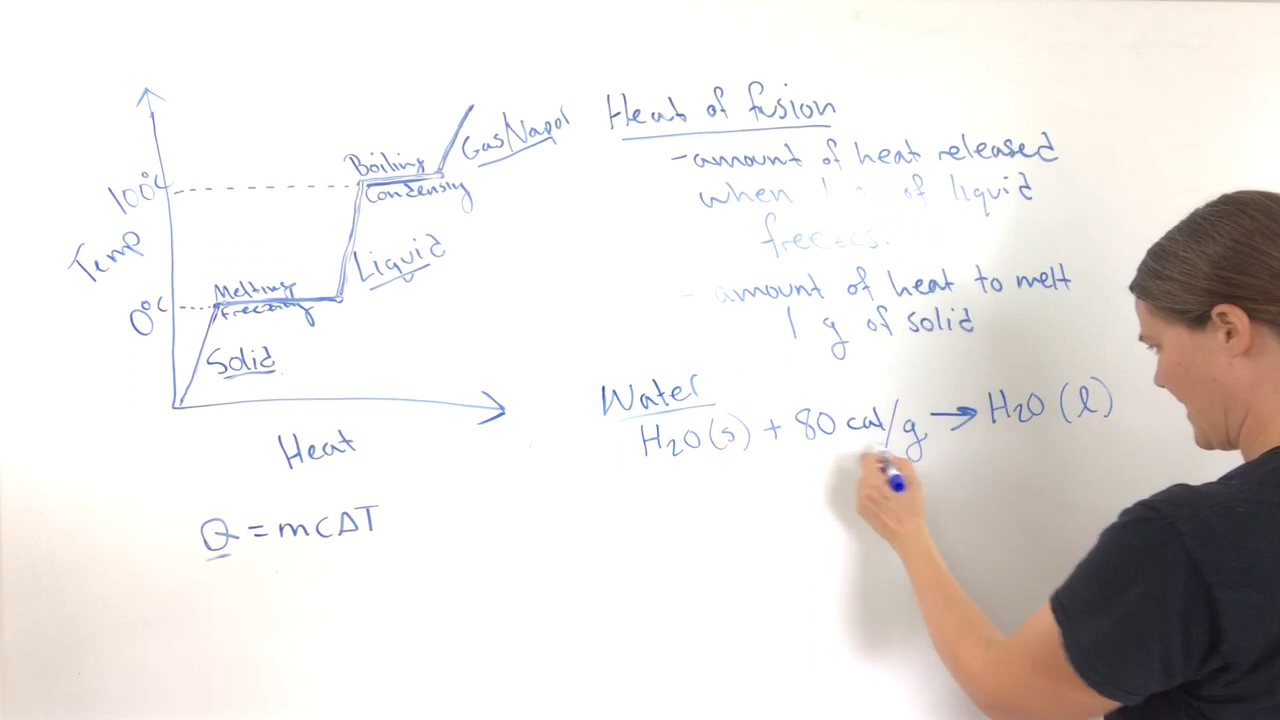 Heat of fusion
-amount of heat released
when 1 of liquid
freezes.
- amount of heat to melt
1 g of solid
Water
H2O (s) + 80 cal/g → H2O (l)
Temp
100°C
0°C
Boiling
Condensing
Gas/Vapor
Liquid
Melting
Freezing
Solid
Heat
Q = mcΔT